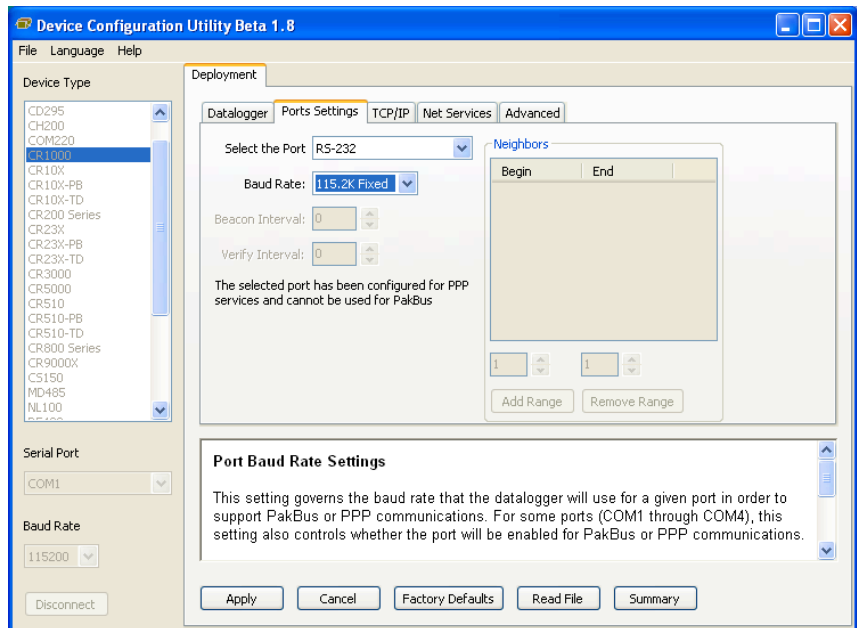 Device Configuration Utility Beta 1.8
File Language Help
Device Type
CD295
CH200
COM220
CR1000
CR10X
CR10X-PB
CR10X-TD
CR200 Series
CR23X
CR23X-PB
CR23X-TD
CR3000
CR5000
CR510
CR510-PB
CR510-TD
CR800 Series
CR9000X
CS150
MD485
NL100
Serial Port
COM1
Baud Rate
115200
Disconnect
Deployment
Datalogger Ports Settings TCP/IP Net Services Advanced
Select the Port RS-232
Baud Rate: 115.2K Fixed
Beacon Interval: 0
Verify Interval: 0
The selected port has been configured for PPP
services and cannot be used for PakBus
Neighbors
Begin End
1 1
Add Range Remove Range
Port Baud Rate Settings
This setting governs the baud rate that the datalogger will use for a given port in order to
support PakBus or PPP communications. For some ports (COM1 through COM4), this
setting also controls whether the port will be enabled for PakBus or PPP communications.
Apply Cancel Factory Defaults Read File Summary